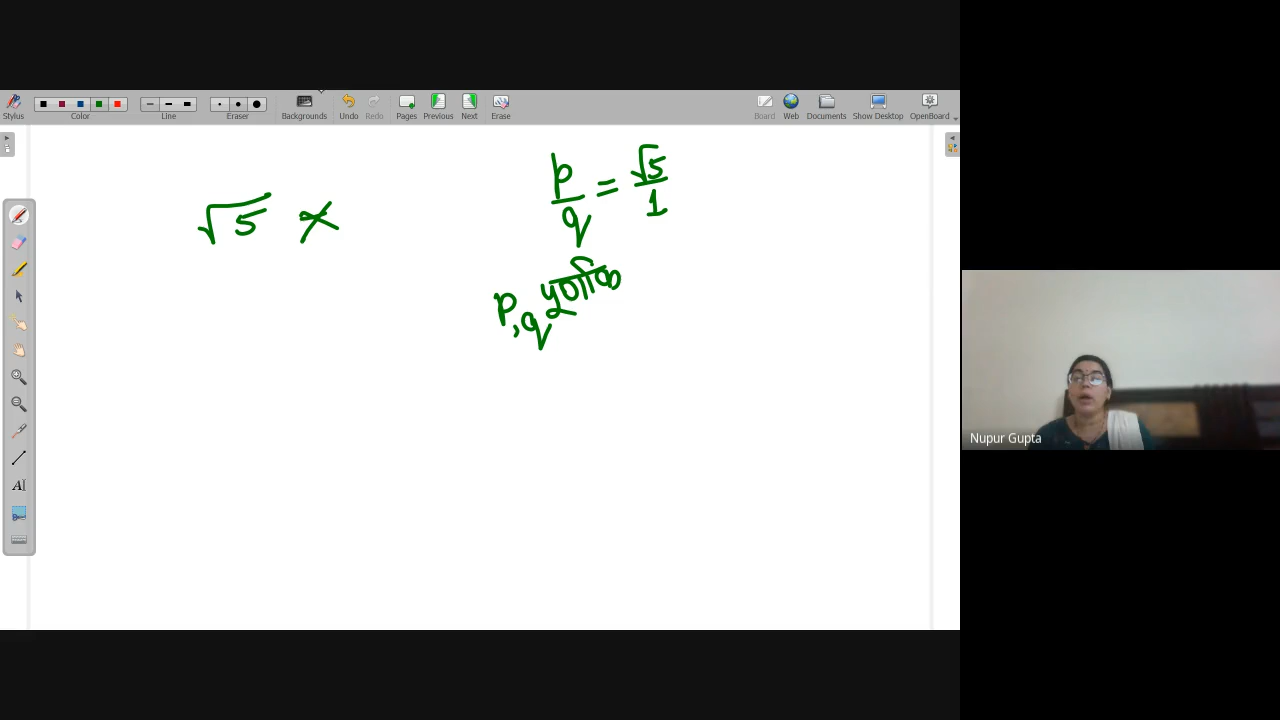 Stylus
Color
Line
Eraser
Backgrounds
Undo
Redo
Pages
Previous
Next
Erase
Board
Web
Documents
Show Desktop
OpenBoard
√5 ×
p/q = √5/1
p, q पूर्णांक
Nupur Gupta